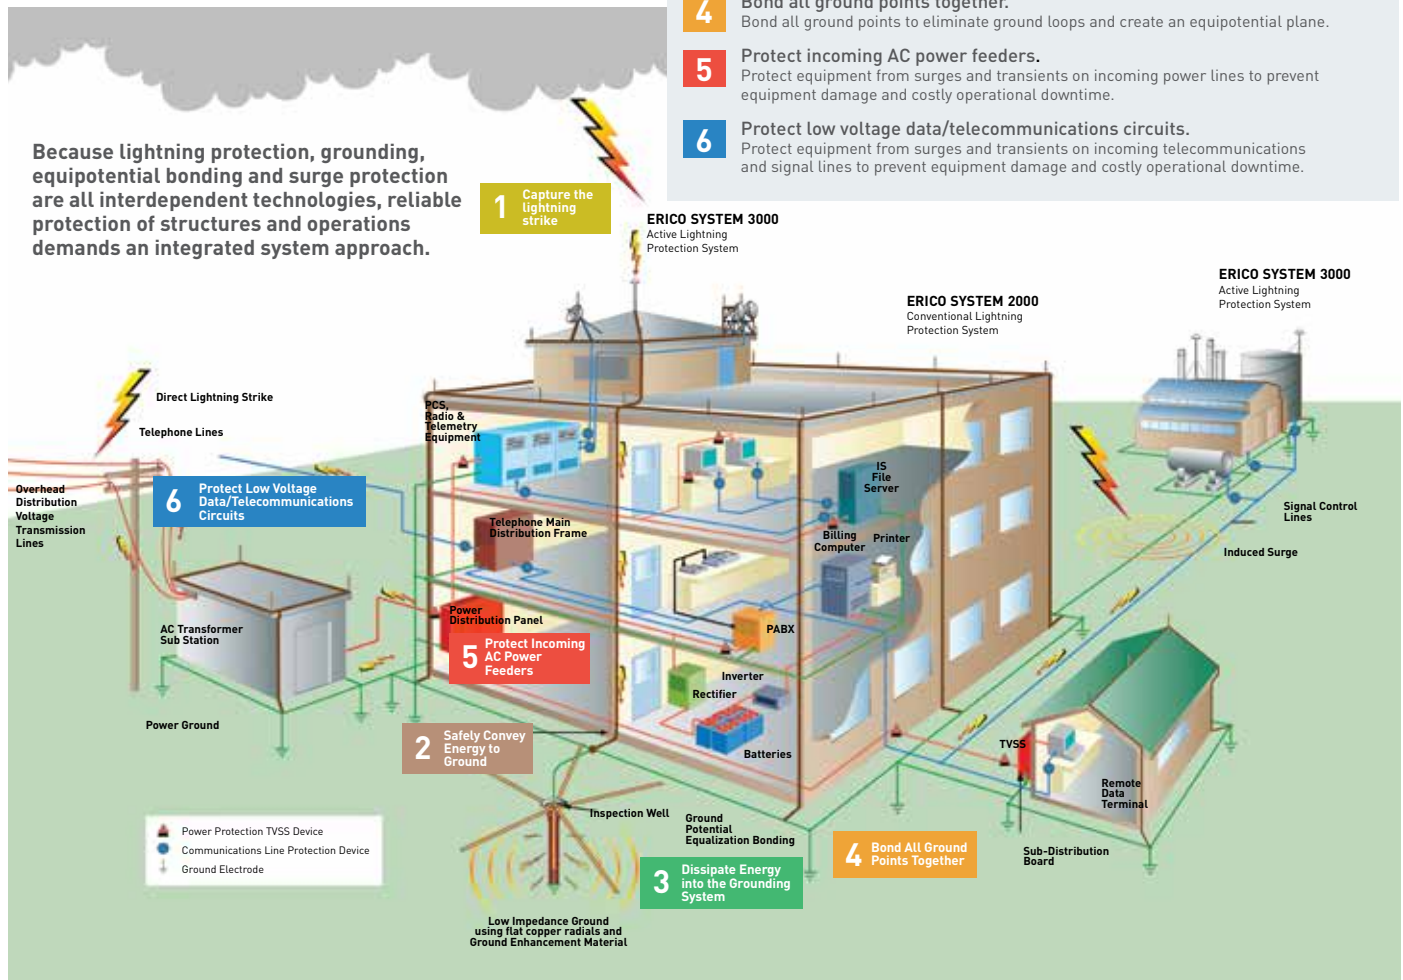 4
Bond all ground points together.
Bond all ground points to eliminate ground loops and create an equipotential plane.
5
Protect incoming AC power feeders.
Protect equipment from surges and transients on incoming power lines to prevent
equipment damage and costly operational downtime.
6
Protect low voltage data/telecommunications circuits.
Protect equipment from surges and transients on incoming telecommunications
and signal lines to prevent equipment damage and costly operational downtime.
Because lightning protection, grounding,
equipotential bonding and surge protection
are all interdependent technologies, reliable
protection of structures and operations
demands an integrated system approach.
1
Capture the
lightning
strike
ERICO SYSTEM 3000
Active Lightning
Protection System
ERICO SYSTEM 2000
Conventional Lightning
Protection System
ERICO SYSTEM 3000
Active Lightning
Protection System
Direct Lightning Strike
Telephone Lines
Overhead
Distribution
Voltage
Transmission
Lines
6
Protect Low Voltage
Data/Telecommunications
Circuits
PCS,
Radio &
Telemetry
Equipment
Telephone Main
Distribution Frame
IS
File
Server
Billing
Computer
Printer
Signal Control
Lines
Induced Surge
AC Transformer
Sub Station
Power
Distribution Panel
5
Protect Incoming
AC Power
Feeders
PABX
Inverter
Rectifier
Batteries
Power Ground
2
Safely Convey
Energy to
Ground
TVSS
Remote
Data
Terminal
Sub-Distribution
Board
Inspection Well
Ground
Potential
Equalization Bonding
4
Bond All Ground
Points Together
3
Dissipate Energy
into the Grounding
System
Power Protection TVSS Device
Communications Line Protection Device
Ground Electrode
Low Impedance Ground
using flat copper radials and
Ground Enhancement Material